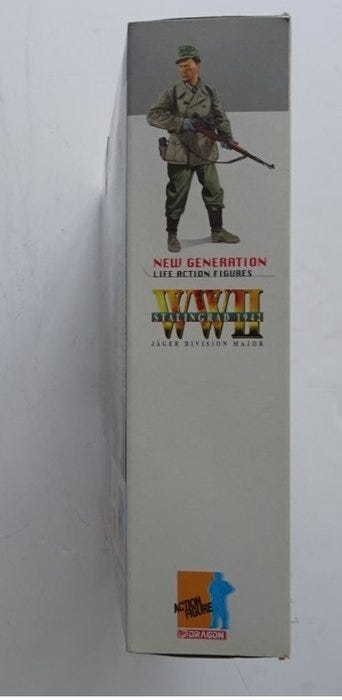 NEW GENERATION
LIFE ACTION FIGURES
WWII
STALINGRAD 1942
JÄGER DIVISION MAJOR
ACTION
FIGURE
DRAGON